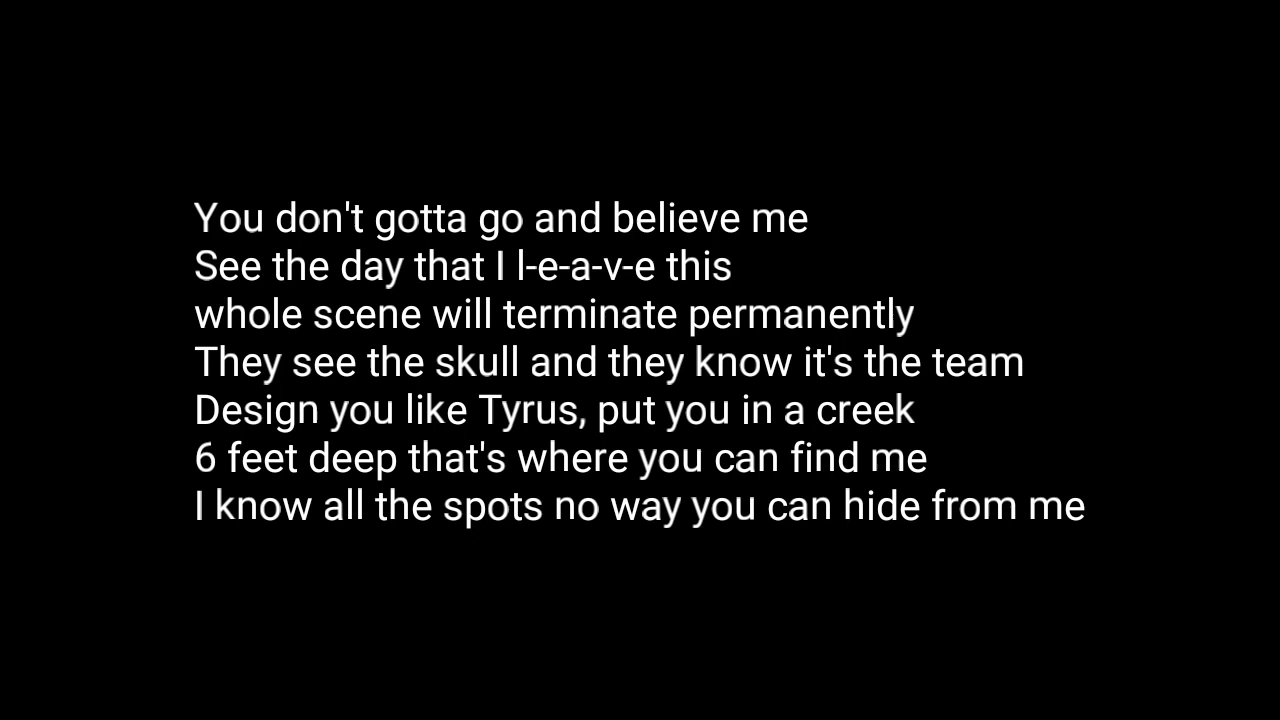 You don't gotta go and believe me
See the day that I l-e-a-v-e this
whole scene will terminate permanently
They see the skull and they know it's the team
Design you like Tyrus, put you in a creek
6 feet deep that's where you can find me
I know all the spots no way you can hide from me